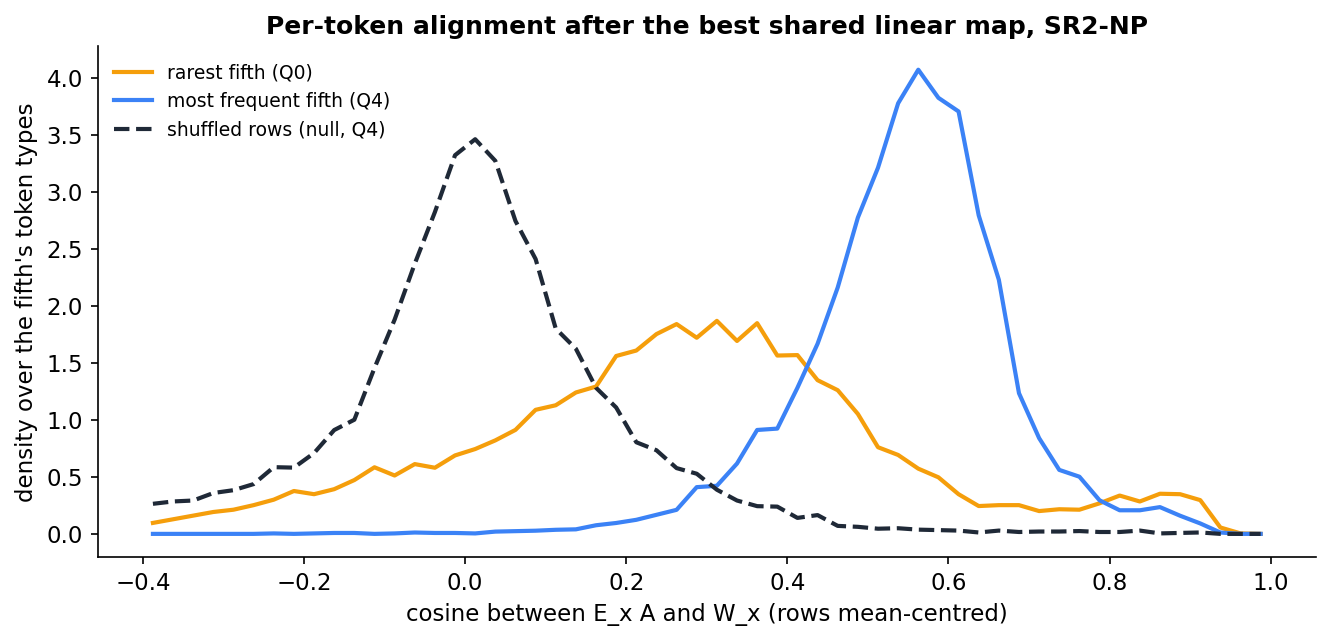 Per-token alignment after the best shared linear map, SR2-NP
rarest fifth (Q0)
most frequent fifth (Q4)
shuffled rows (null, Q4)
density over the fifth's token types
4.0
3.5
3.0
2.5
2.0
1.5
1.0
0.5
0.0
−0.4 −0.2 0.0 0.2 0.4 0.6 0.8 1.0
cosine between E_x A and W_x (rows mean-centred)